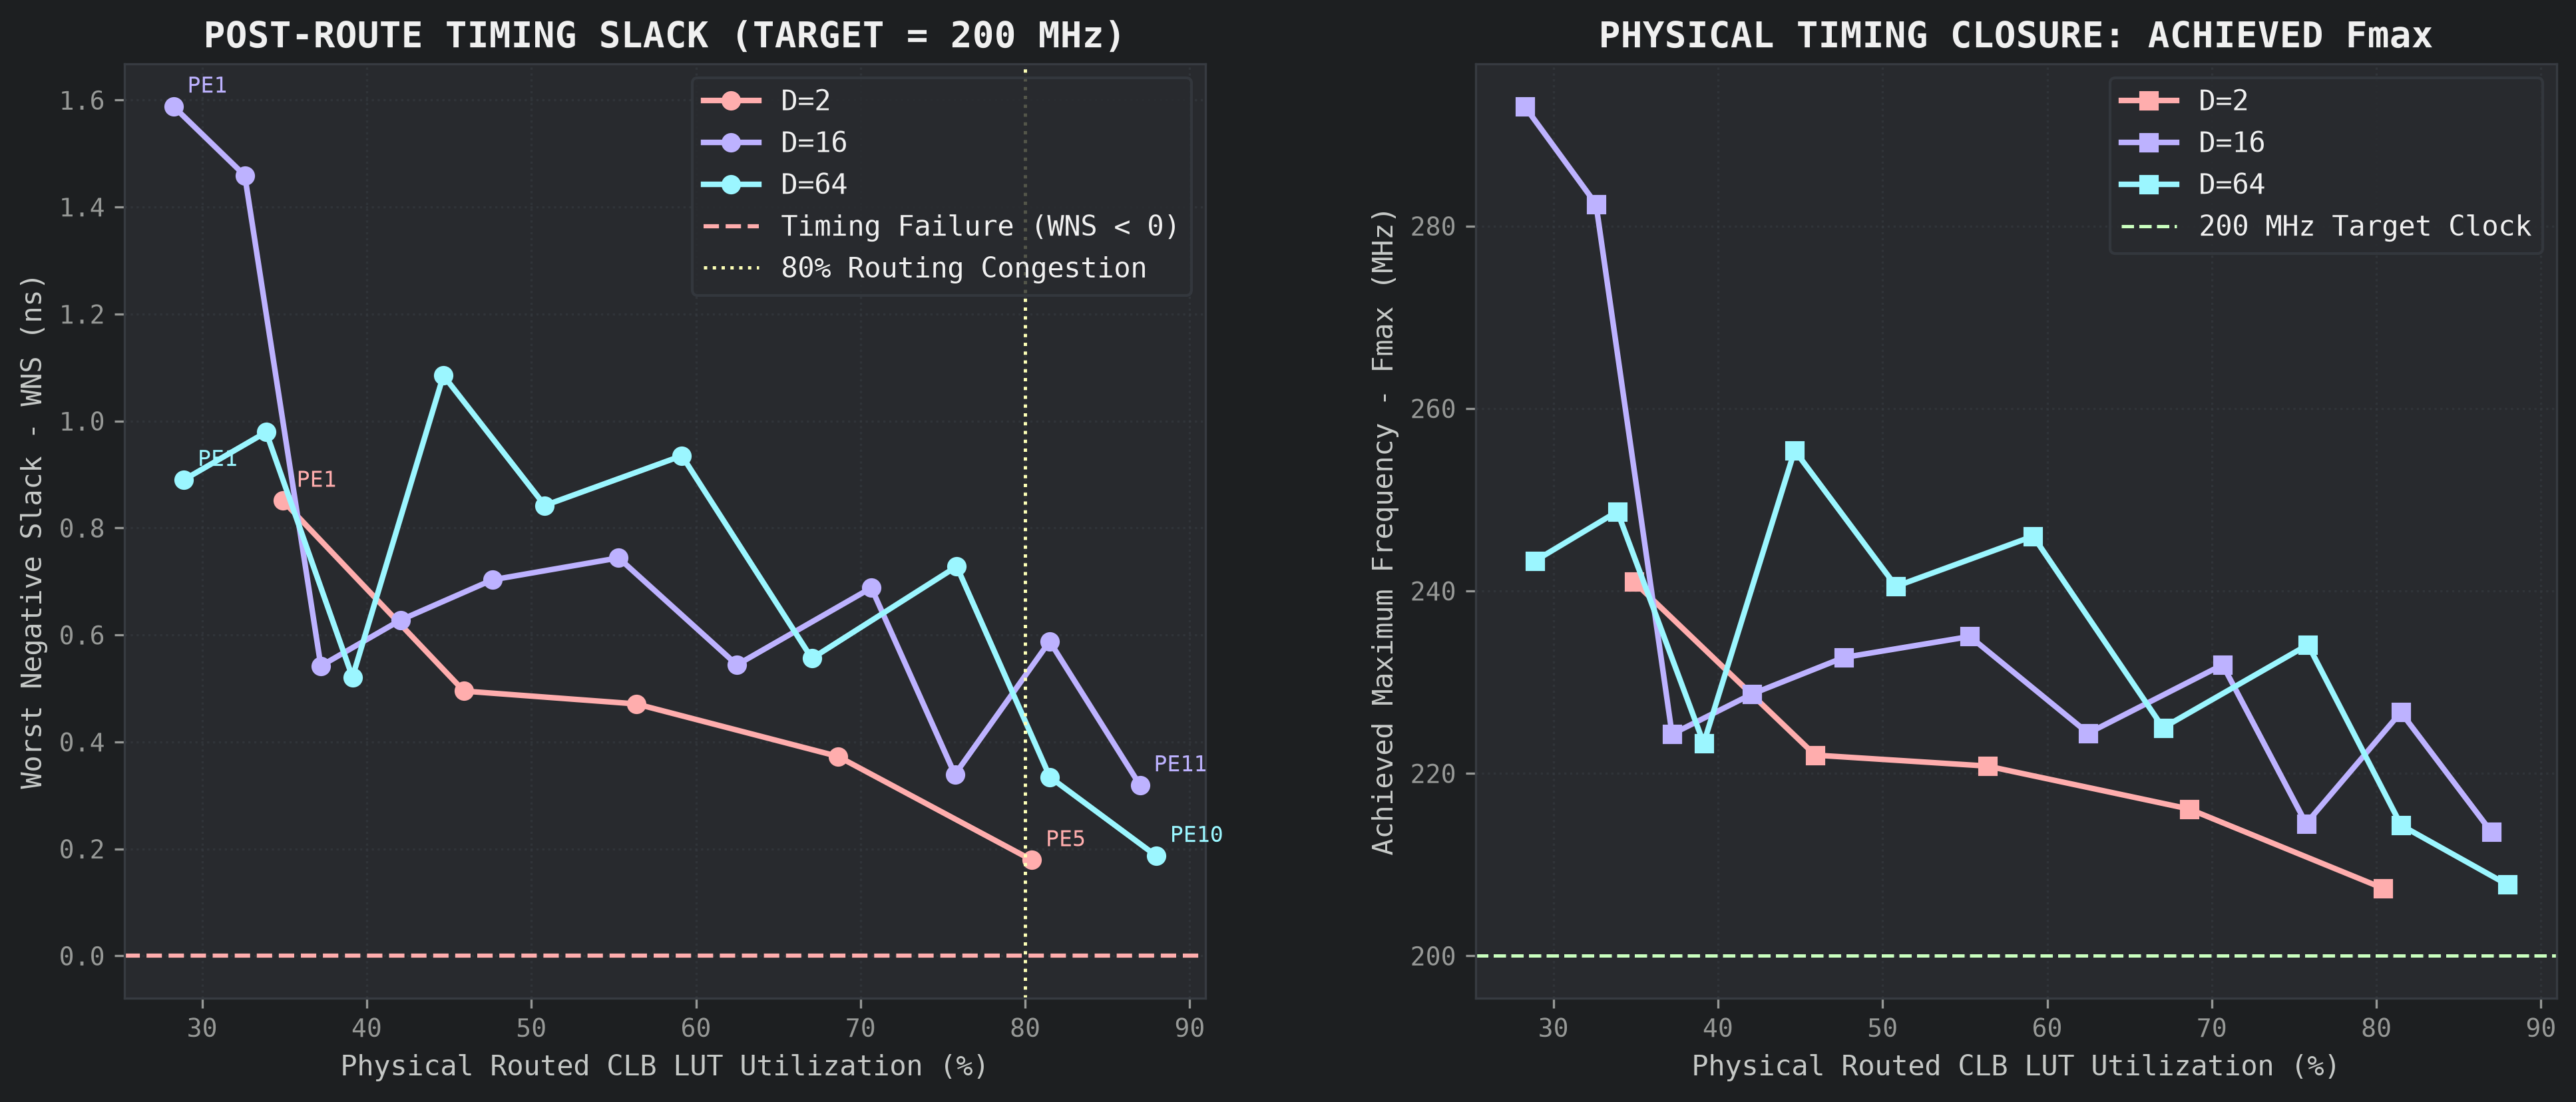 POST-ROUTE TIMING SLACK (TARGET = 200 MHz)
Worst Negative Slack - WNS (ns)
1.6
1.4
1.2
1.0
0.8
0.6
0.4
0.2
0.0
PE1
PE1
PE1
PE5
PE11
PE10
D=2
D=16
D=64
Timing Failure (WNS < 0)
80% Routing Congestion
30 40 50 60 70 80 90
Physical Routed CLB LUT Utilization (%)
PHYSICAL TIMING CLOSURE: ACHIEVED Fmax
Achieved Maximum Frequency - Fmax (MHz)
280
260
240
220
200
D=2
D=16
D=64
200 MHz Target Clock
30 40 50 60 70 80 90
Physical Routed CLB LUT Utilization (%)